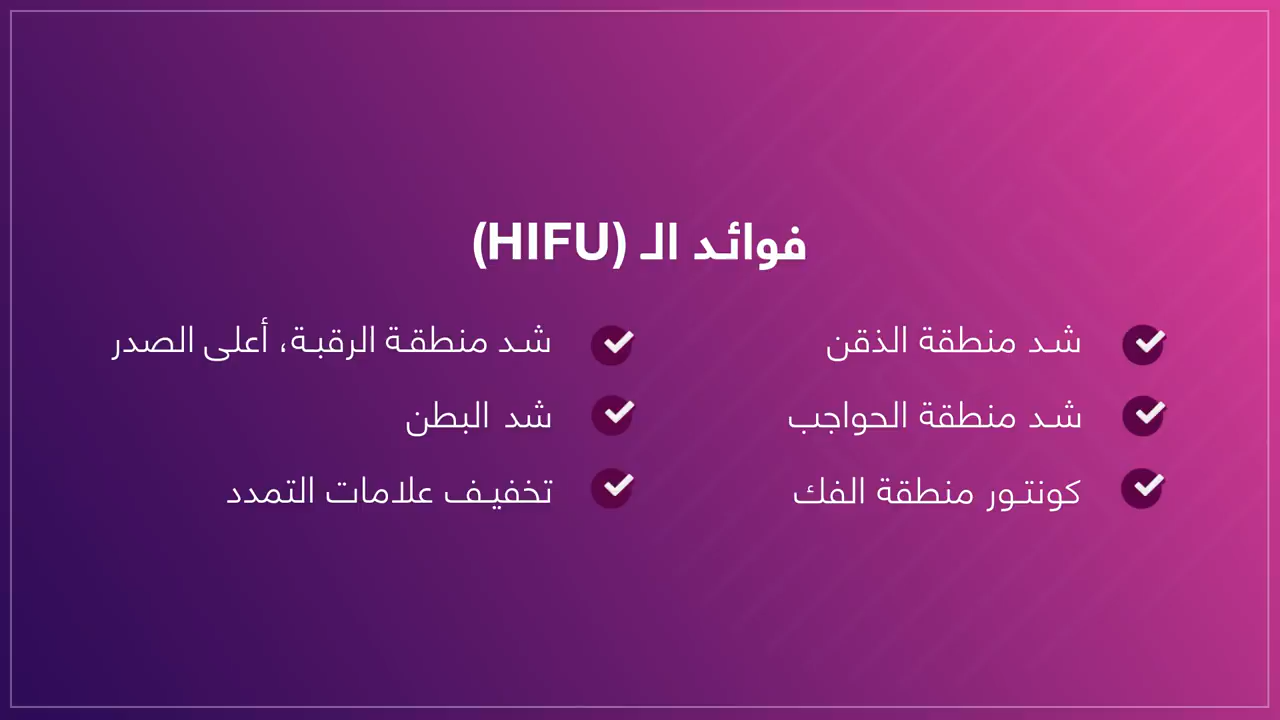 فوائد الـ (HIFU)
شد منطقة الذقن
شد منطقة الحواجب
كونتور منطقة الفك
شد منطقة الرقبة، أعلى الصدر
شد البطن
تخفيف علامات التمدد